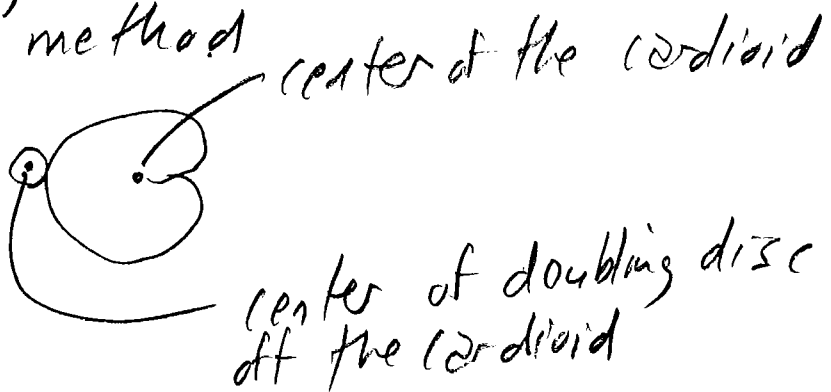 method
center of the cardioid
center of doubling disc
off the cardioid